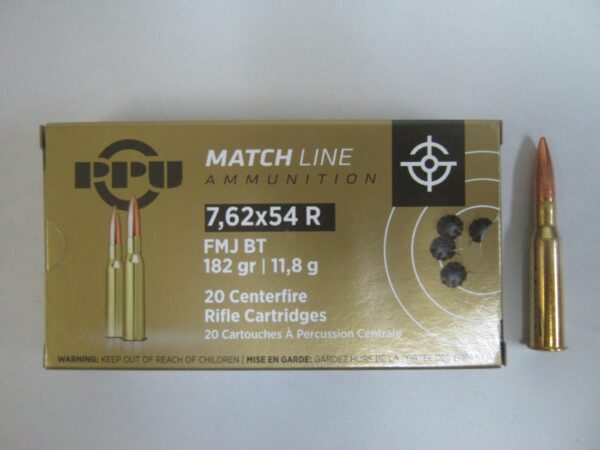 PPU
MATCH LINE
AMMUNITION
7,62x54 R
FMJ BT
182 gr | 11,8 g
20 Centerfire
Rifle Cartridges
20 Cartouches À Percussion Centrale
WARNING: KEEP OUT OF REACH OF CHILDREN | MISE EN GARDE: GARDEZ HORS DE LA PORTÉE DES ENFANTS